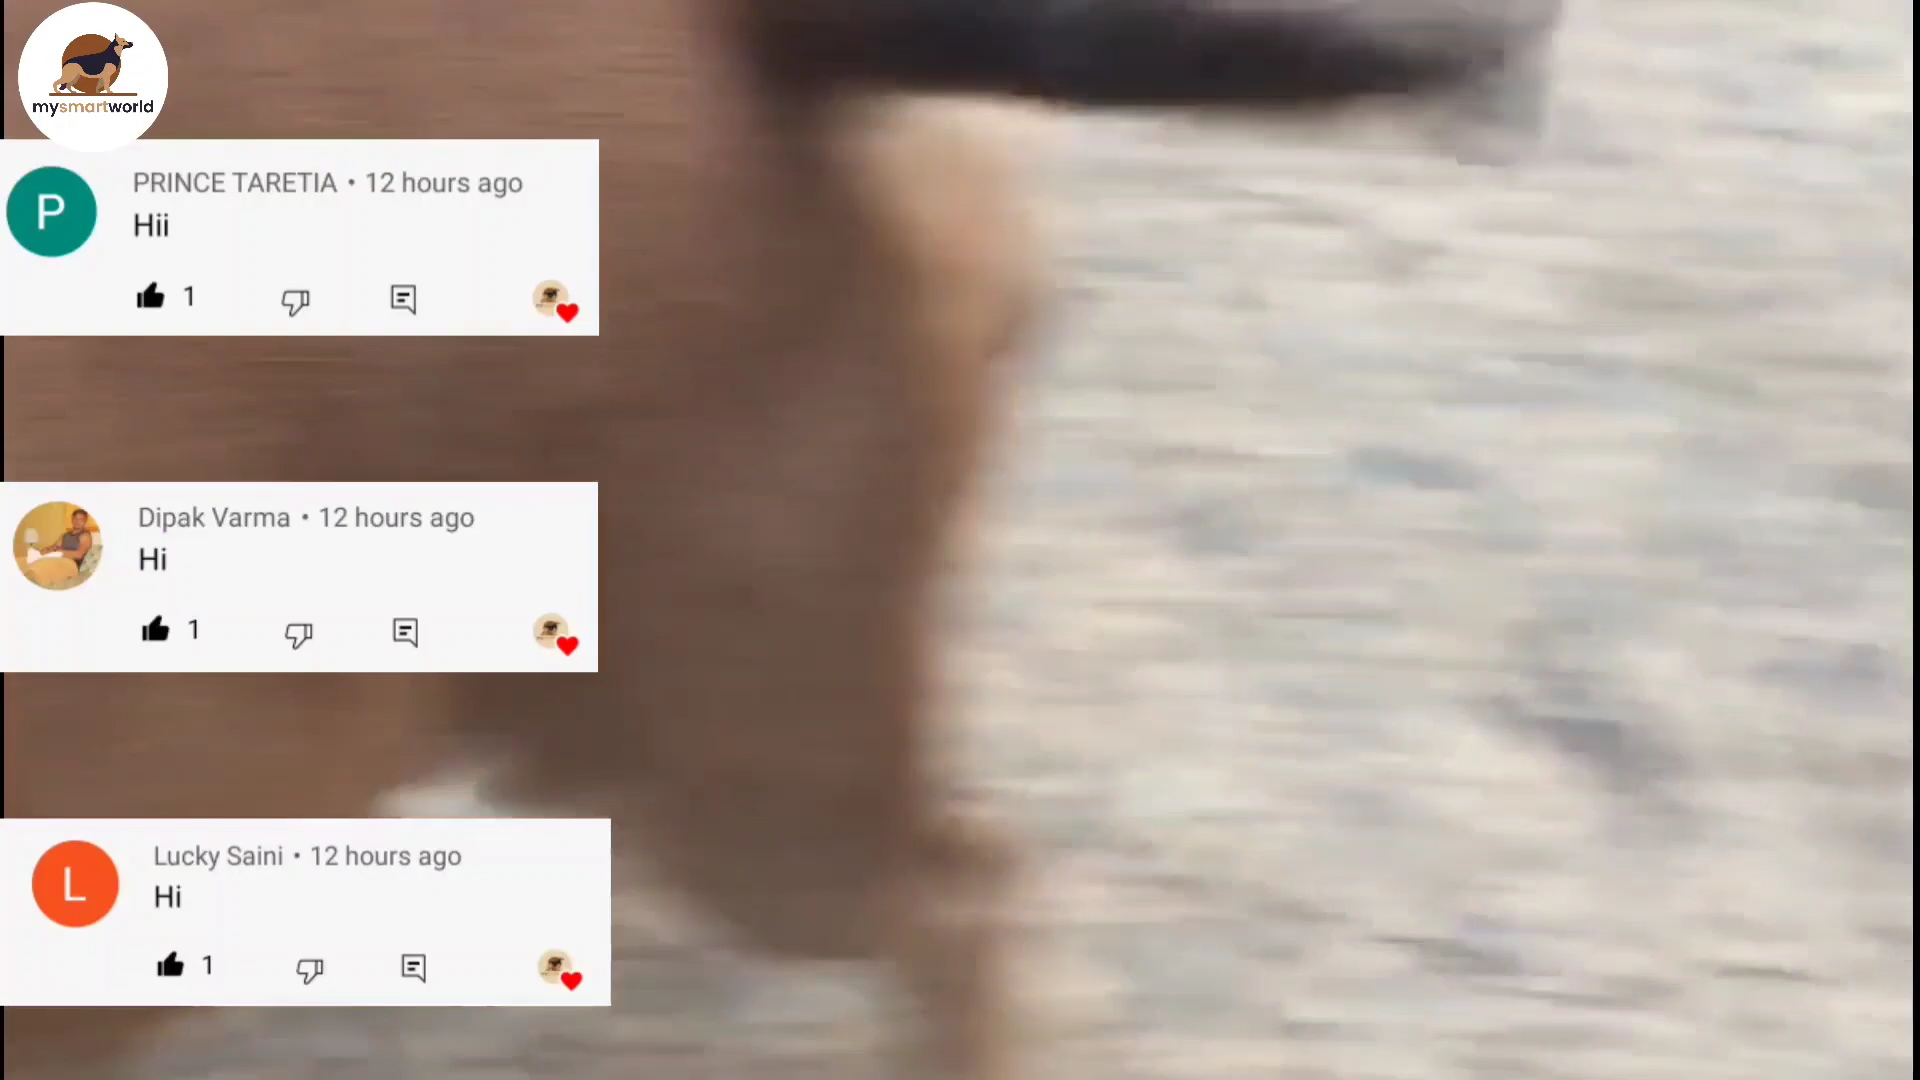 mysmartworld
P
PRINCE TARETIA • 12 hours ago
Hii
1
Dipak Varma • 12 hours ago
Hi
1
L
Lucky Saini • 12 hours ago
Hi
1